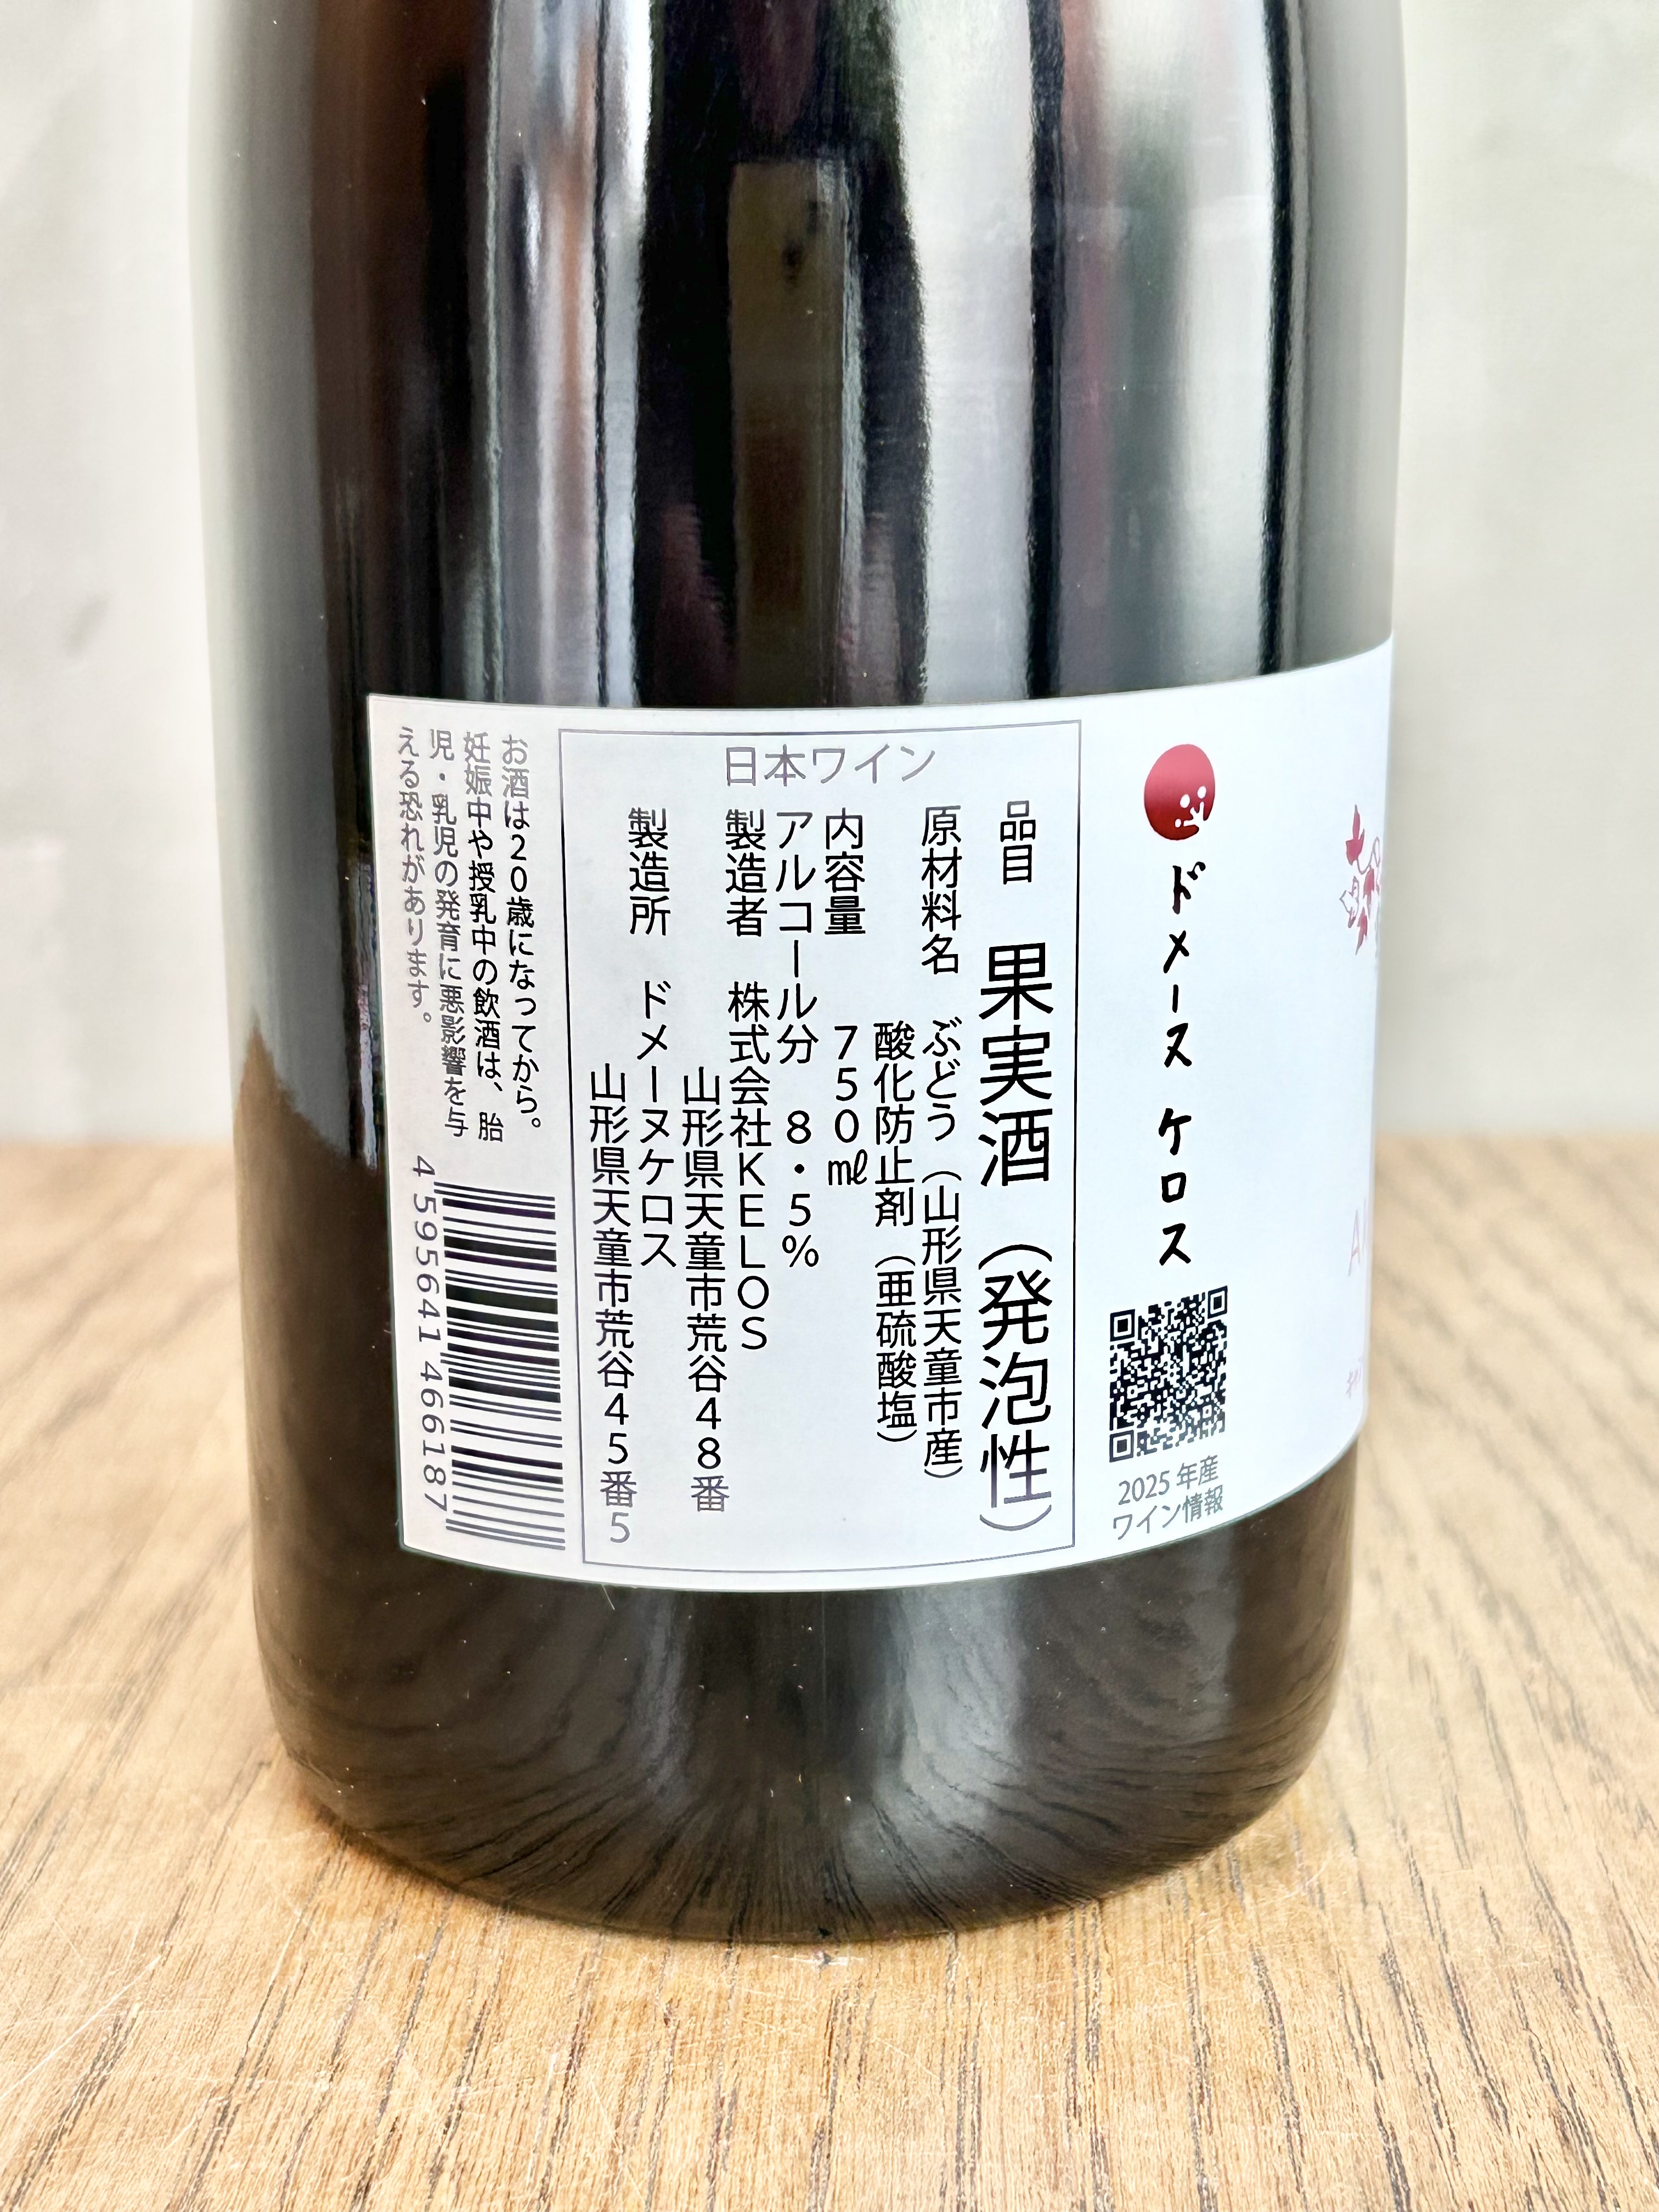 ドメーヌ ケロス
2025 年産
ワイン情報
日本ワイン
品目 果実酒（発泡性）
原材料名 ぶどう（山形県天童市産）
酸化防止剤（亜硫酸塩）
内容量 750㎖
アルコール分 8・5%
製造者 株式会社KELOS
山形県天童市荒谷48番
製造所 ドメーヌケロス
山形県天童市荒谷45番5
お酒は20歳になってから。
妊娠中や授乳中の飲酒は、胎
児・乳児の発育に悪影響を与
える恐れがあります。
4 595641 466187